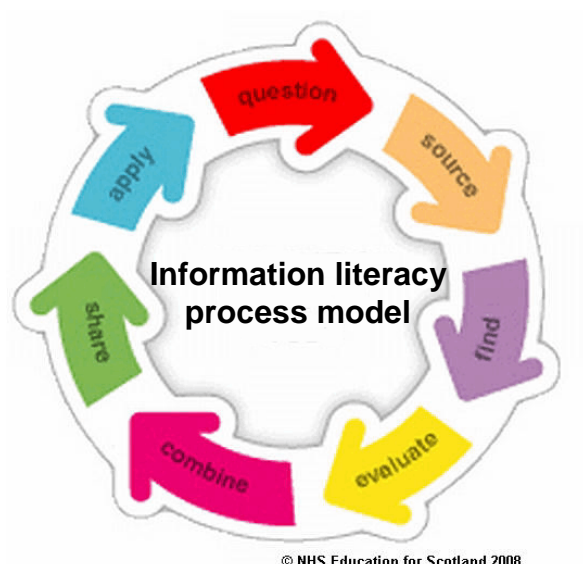 question
source
find
evaluate
combine
share
apply
Information literacy
process model
© NHS Education for Scotland 2008